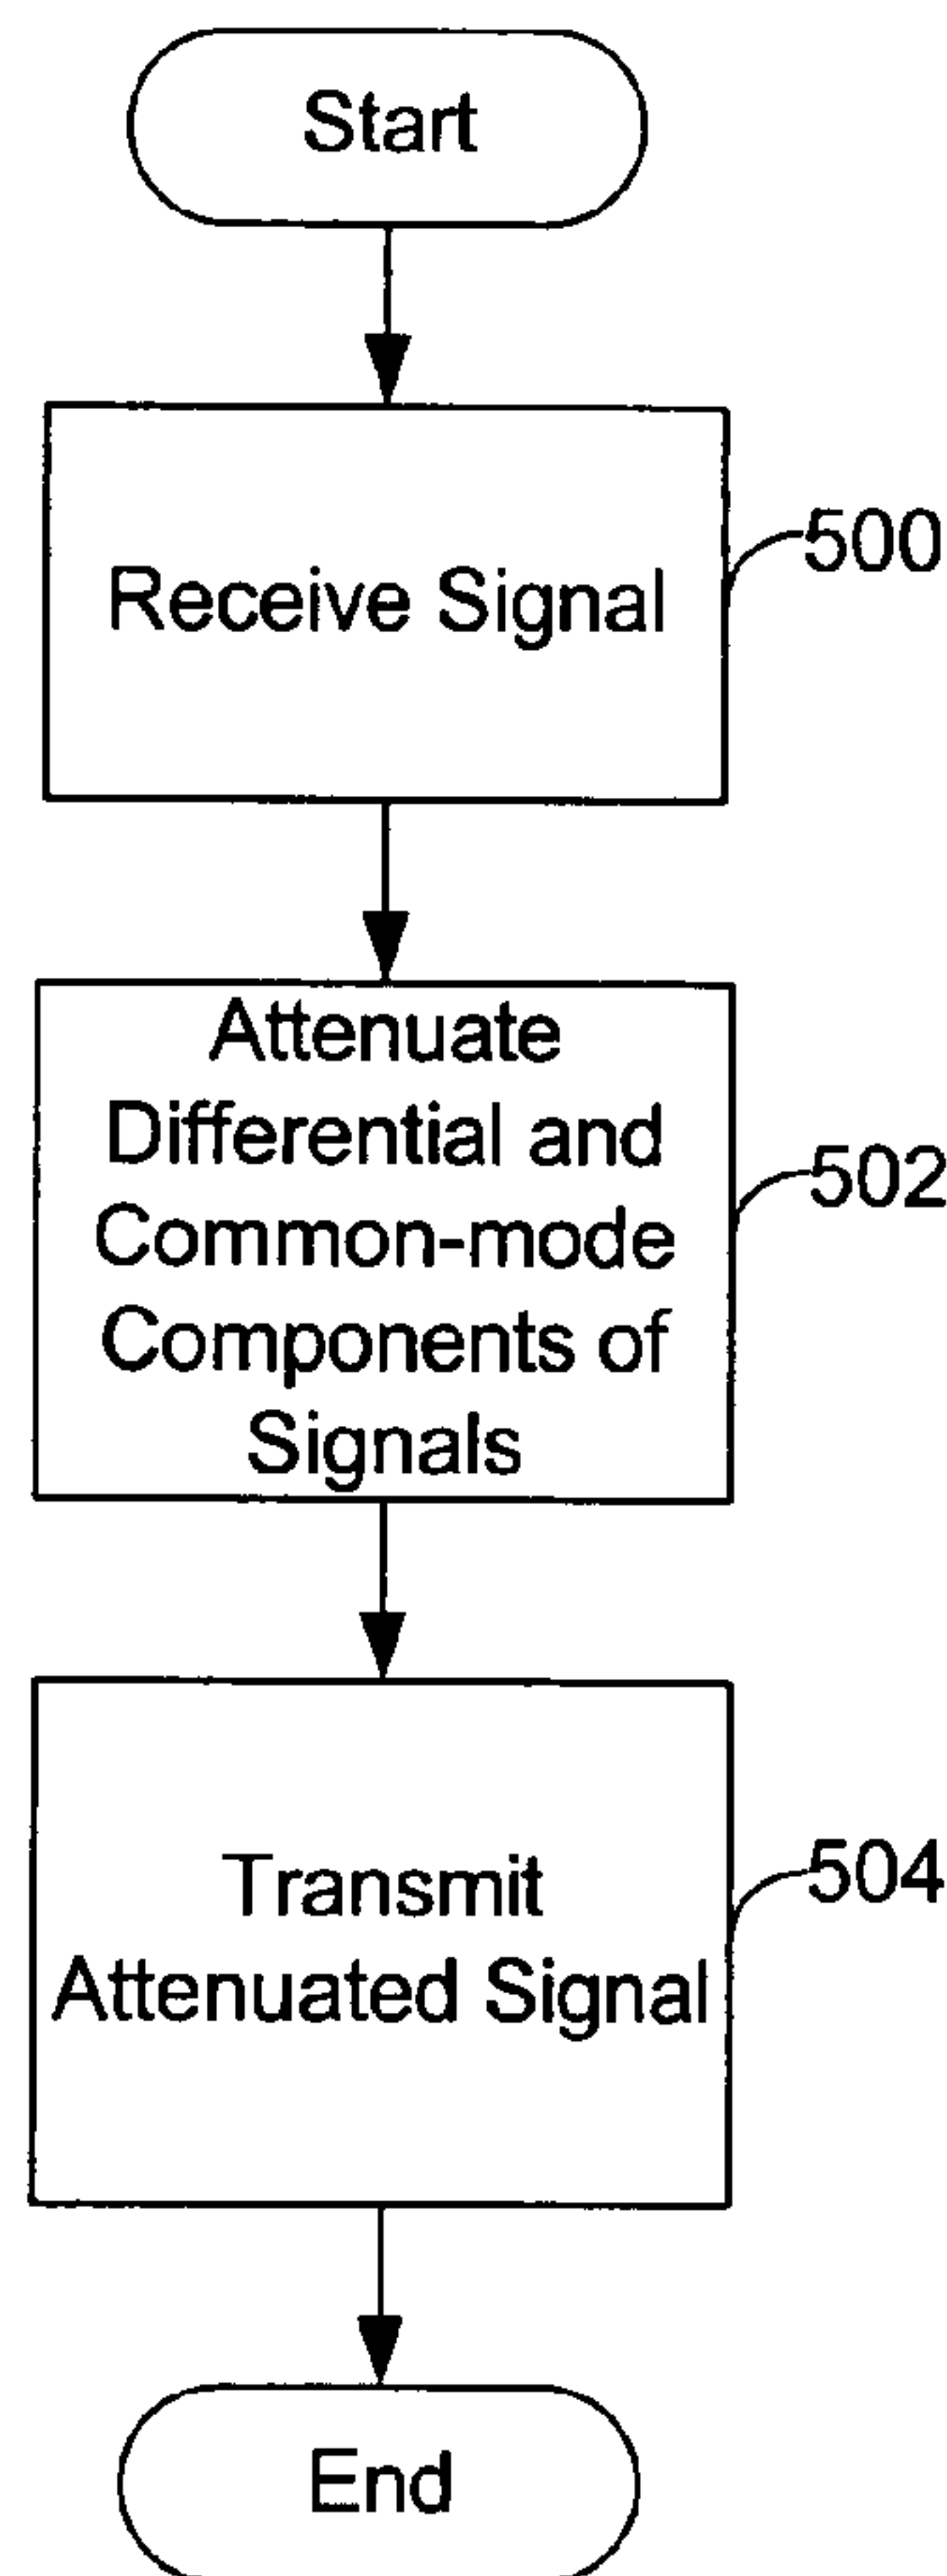 Start
Receive Signal
500
Attenuate
Differential and
Common-mode
Components of
Signals
502
Transmit
Attenuated Signal
504
End